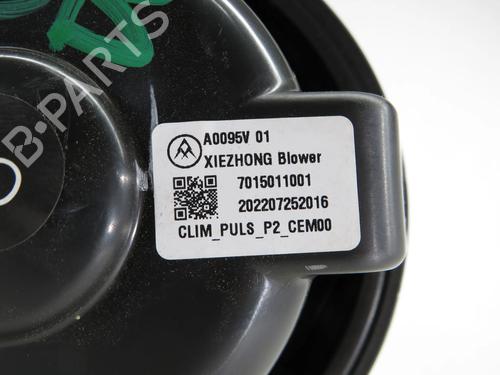 B-PARTS
A0095V 01
XIEZHONG Blower
7015011001
202207252016
CLIM_PULS_P2_CEM00